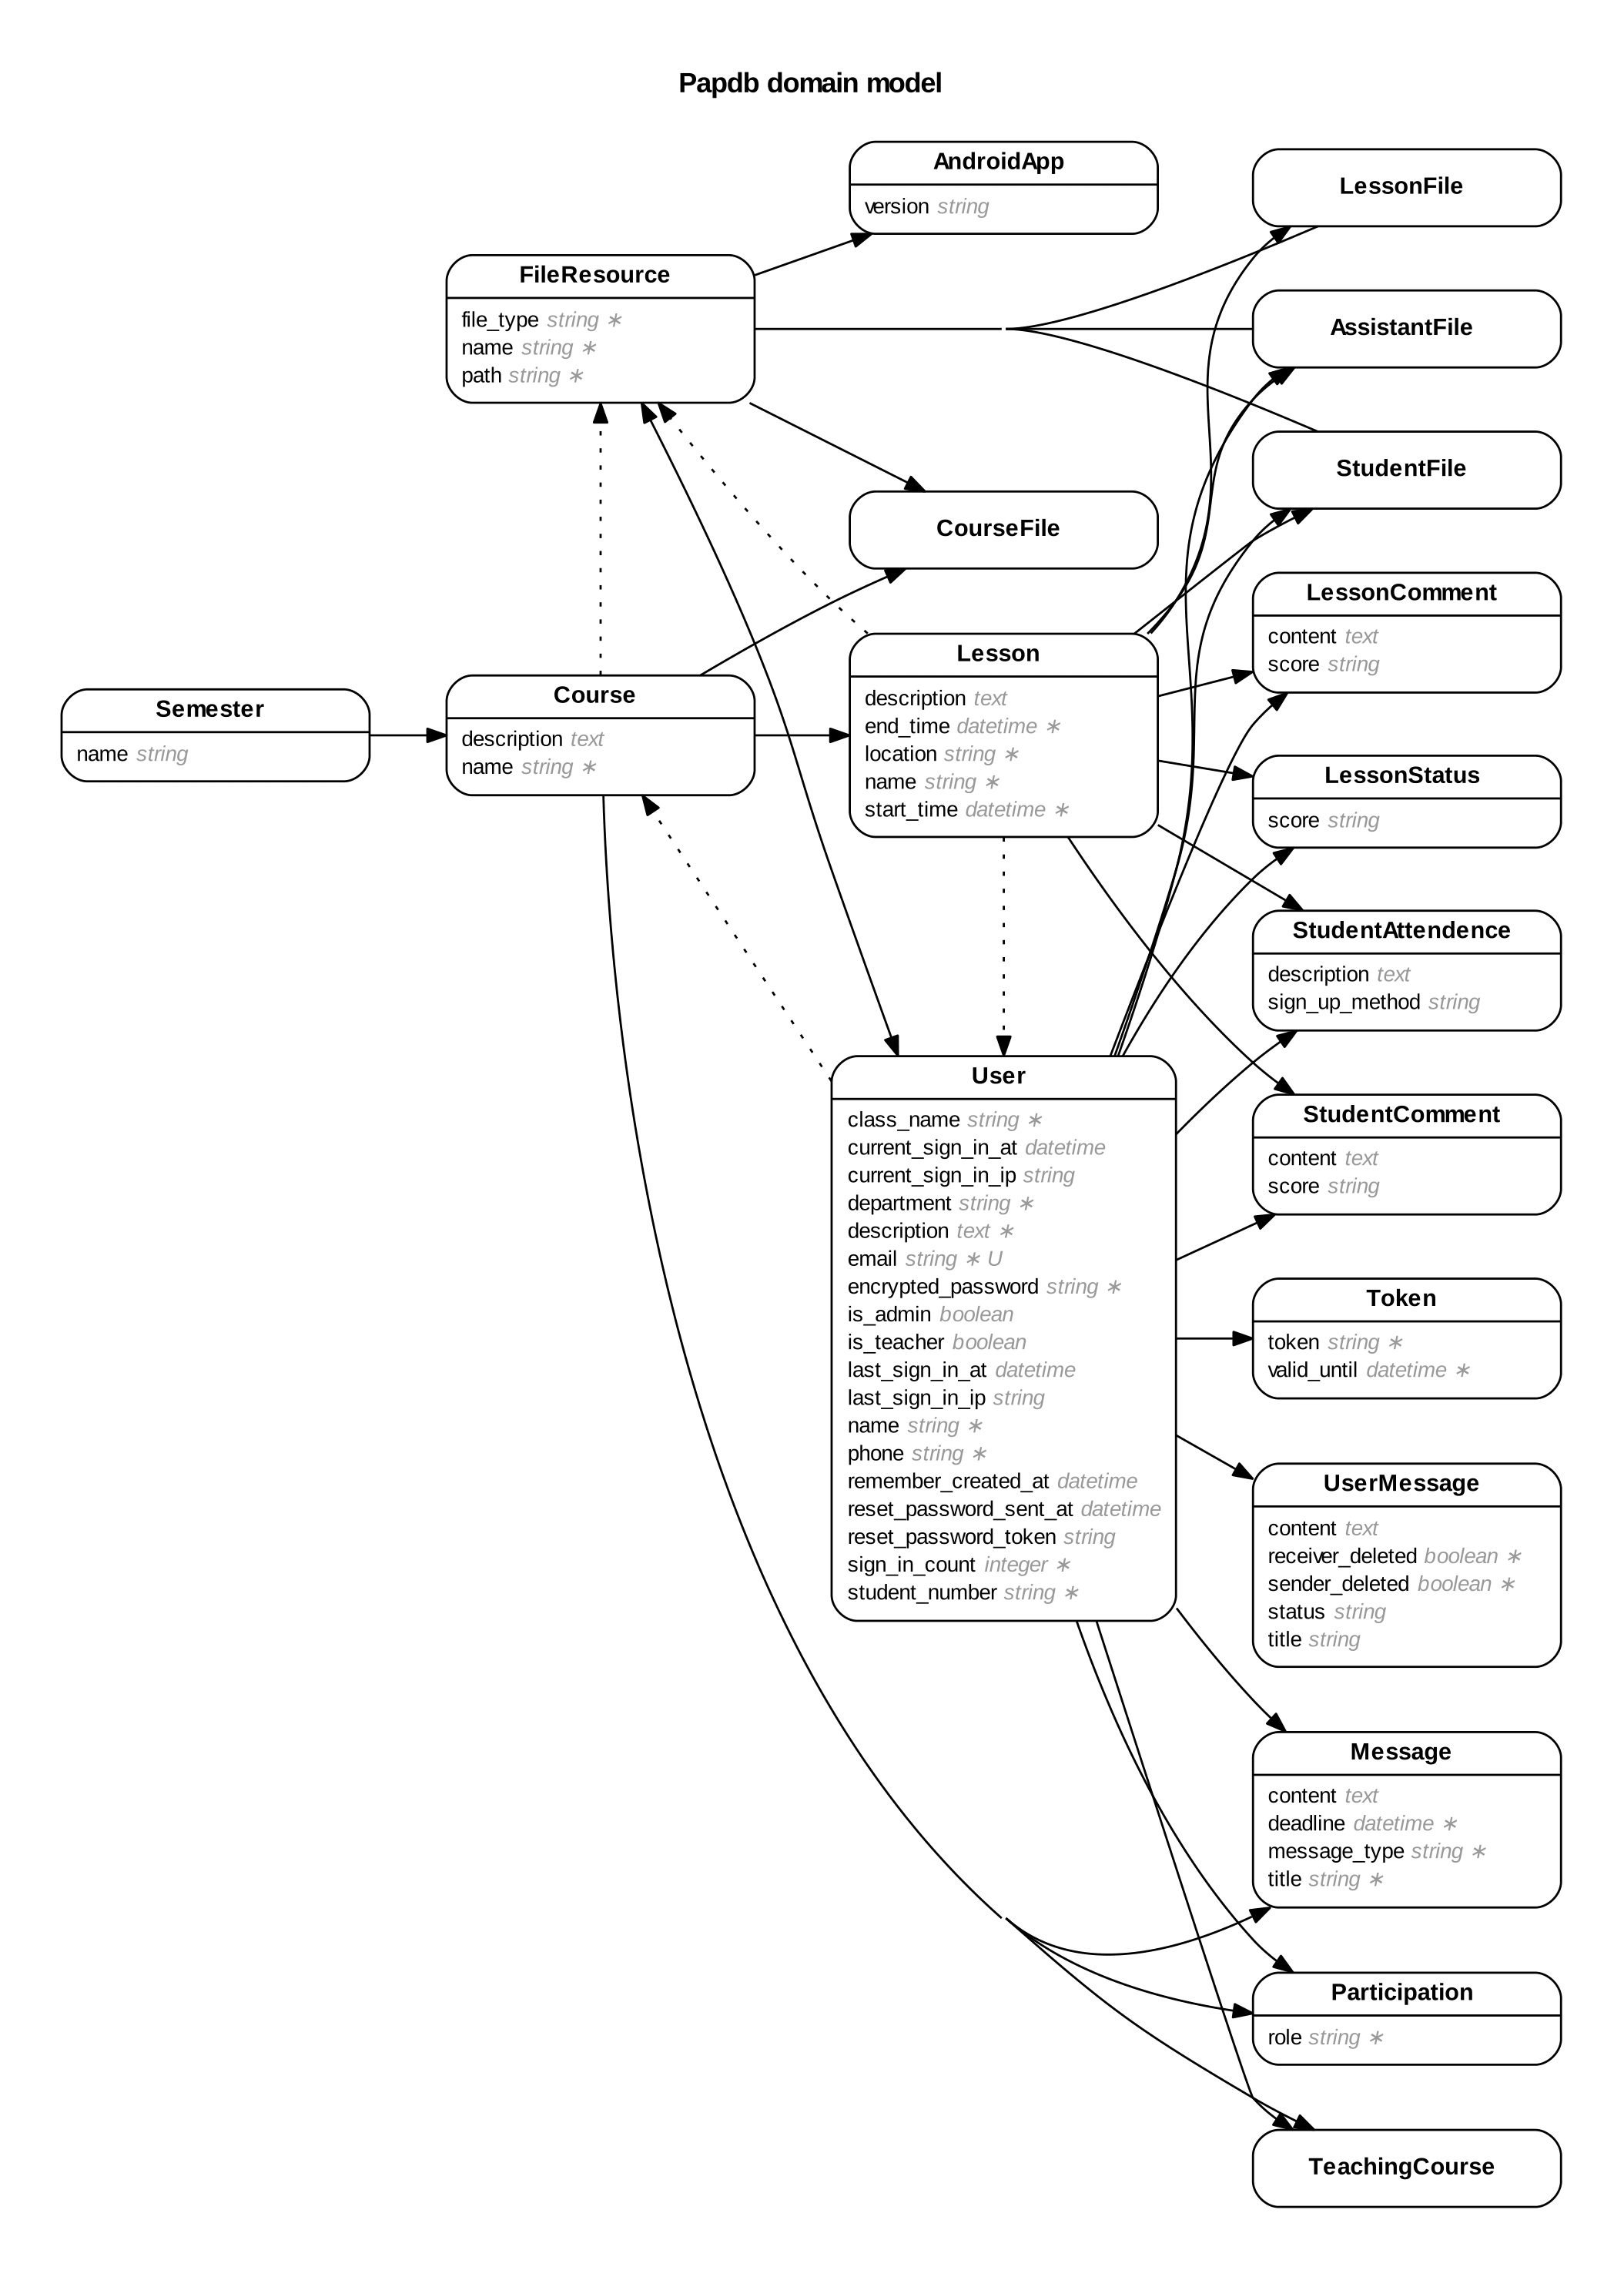 Papdb domain model
Semester
name string
FileResource
file_type string ∗
name string ∗
path string ∗
Course
description text
name string ∗
AndroidApp
version string
CourseFile
Lesson
description text
end_time datetime ∗
location string ∗
name string ∗
start_time datetime ∗
User
class_name string ∗
current_sign_in_at datetime
current_sign_in_ip string
department string ∗
description text ∗
email string ∗ U
encrypted_password string ∗
is_admin boolean
is_teacher boolean
last_sign_in_at datetime
last_sign_in_ip string
name string ∗
phone string ∗
remember_created_at datetime
reset_password_sent_at datetime
reset_password_token string
sign_in_count integer ∗
student_number string ∗
LessonFile
AssistantFile
StudentFile
LessonComment
content text
score string
LessonStatus
score string
StudentAttendence
description text
sign_up_method string
StudentComment
content text
score string
Token
token string ∗
valid_until datetime ∗
UserMessage
content text
receiver_deleted boolean ∗
sender_deleted boolean ∗
status string
title string
Message
content text
deadline datetime ∗
message_type string ∗
title string ∗
Participation
role string ∗
TeachingCourse